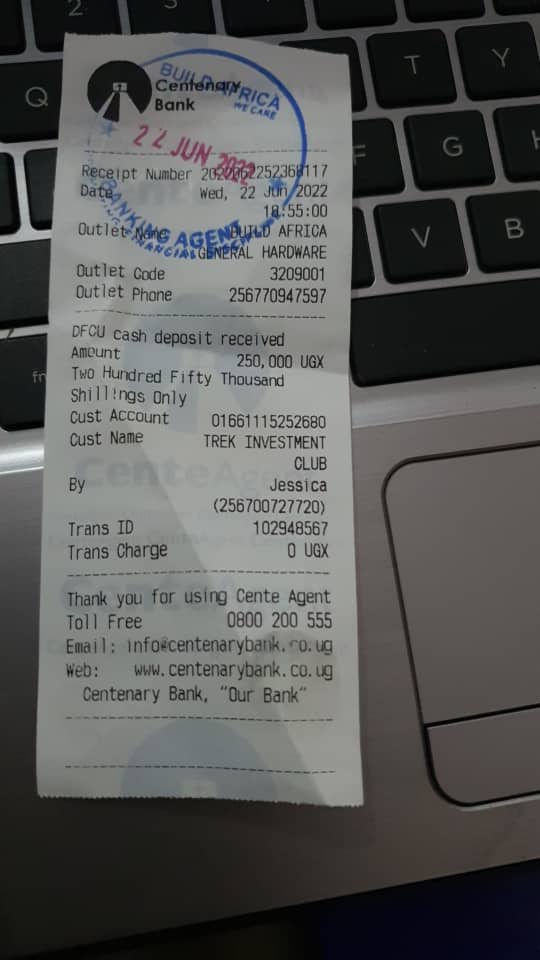 2
Q
T
Y
F
G
V
B
fn
Centenary
Bank
BUILD AFRICA
WE CARE
22 JUN 2022
BANKING AGENT
Receipt Number
Date Wed, 22 Jun 2022
18:55:00
Outlet Name BUILD AFRICA
GENERAL HARDWARE
Outlet Code 3209001
Outlet Phone 256770947597
DFCU cash deposit received
Amount 250,000 UGX
Two Hundred Fifty Thousand
Shillings Only
Cust Account 01661115252680
Cust Name TREK INVESTMENT
CLUB
By Jessica
(256700727720)
Trans ID 102948567
Trans Charge 0 UGX
Thank you for using Cente Agent
Toll Free 0800 200 555
Email: info@centenarybank.co.ug
Web: www.centenarybank.co.ug
Centenary Bank, "Our Bank"